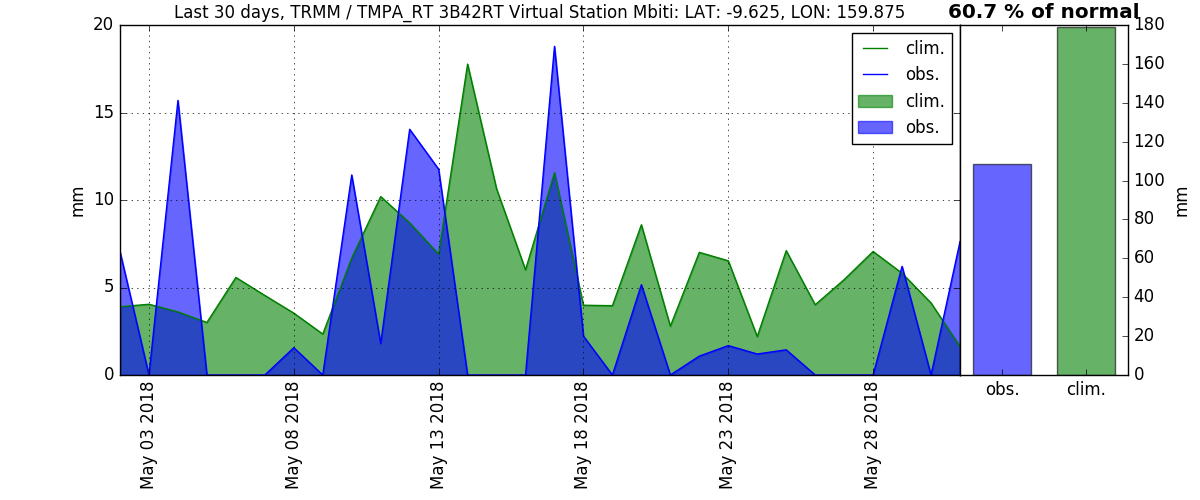 Last 30 days, TRMM / TMPA_RT 3B42RT Virtual Station Mbiti: LAT: -9.625, LON: 159.875
60.7 % of normal
20
15
10
5
0
mm
clim.
obs.
clim.
obs.
180
160
140
120
100
80
60
40
20
0
mm
obs. clim.
May 03 2018
May 08 2018
May 13 2018
May 18 2018
May 23 2018
May 28 2018